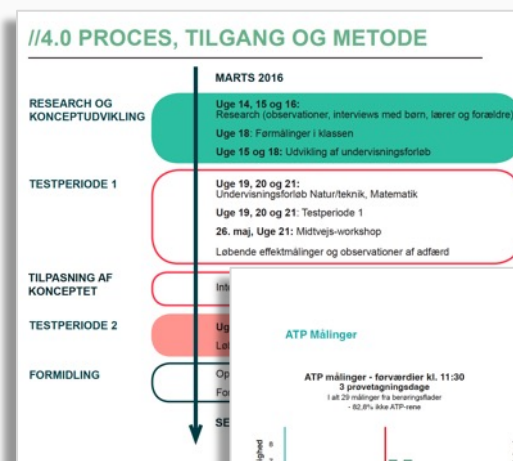 //4.0 PROCES, TILGANG OG METODE
MARTS 2016
RESEARCH OG
KONCEPTUDVIKLING
Uge 14, 15 og 16:
Research (observationer, interviews med børn, lærer og forældre)
Uge 18: Førmålinger i klassen
Uge 15 og 18: Udvikling af undervisningsforløb
TESTPERIODE 1
Uge 19, 20 og 21:
Undervisningsforløb Natur/teknik, Matematik
Uge 19, 20 og 21: Testperiode 1
26. maj, Uge 21: Midtvejs-workshop
Løbende effektmålinger og observationer af adfærd
TILPASNING AF
KONCEPTET
TESTPERIODE 2
FORMIDLING
ATP Målinger
ATP målinger - førværdier kl. 11:30
3 prøvetagningsdage
I alt 29 målinger fra berøringsflader
- 82,8% ikke ATP-rene